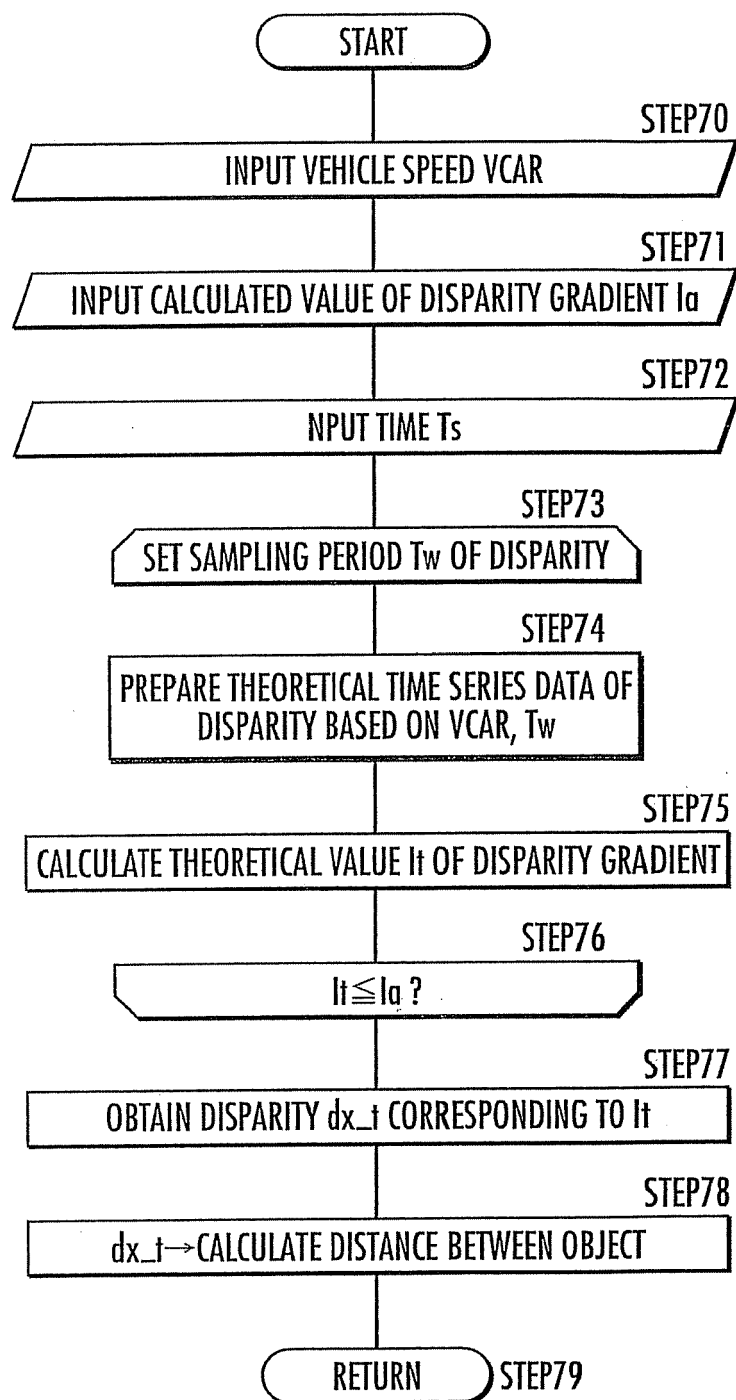 START
STEP70
INPUT VEHICLE SPEED VCAR
STEP71
INPUT CALCULATED VALUE OF DISPARITY GRADIENT Ia
STEP72
NPUT TIME Ts
STEP73
SET SAMPLING PERIOD Tw OF DISPARITY
STEP74
PREPARE THEORETICAL TIME SERIES DATA OF
DISPARITY BASED ON VCAR, Tw
STEP75
CALCULATE THEORETICAL VALUE It OF DISPARITY GRADIENT
STEP76
It≦Ia ?
STEP77
OBTAIN DISPARITY dx_t CORRESPONDING TO It
STEP78
dx_t→CALCULATE DISTANCE BETWEEN OBJECT
RETURN STEP79